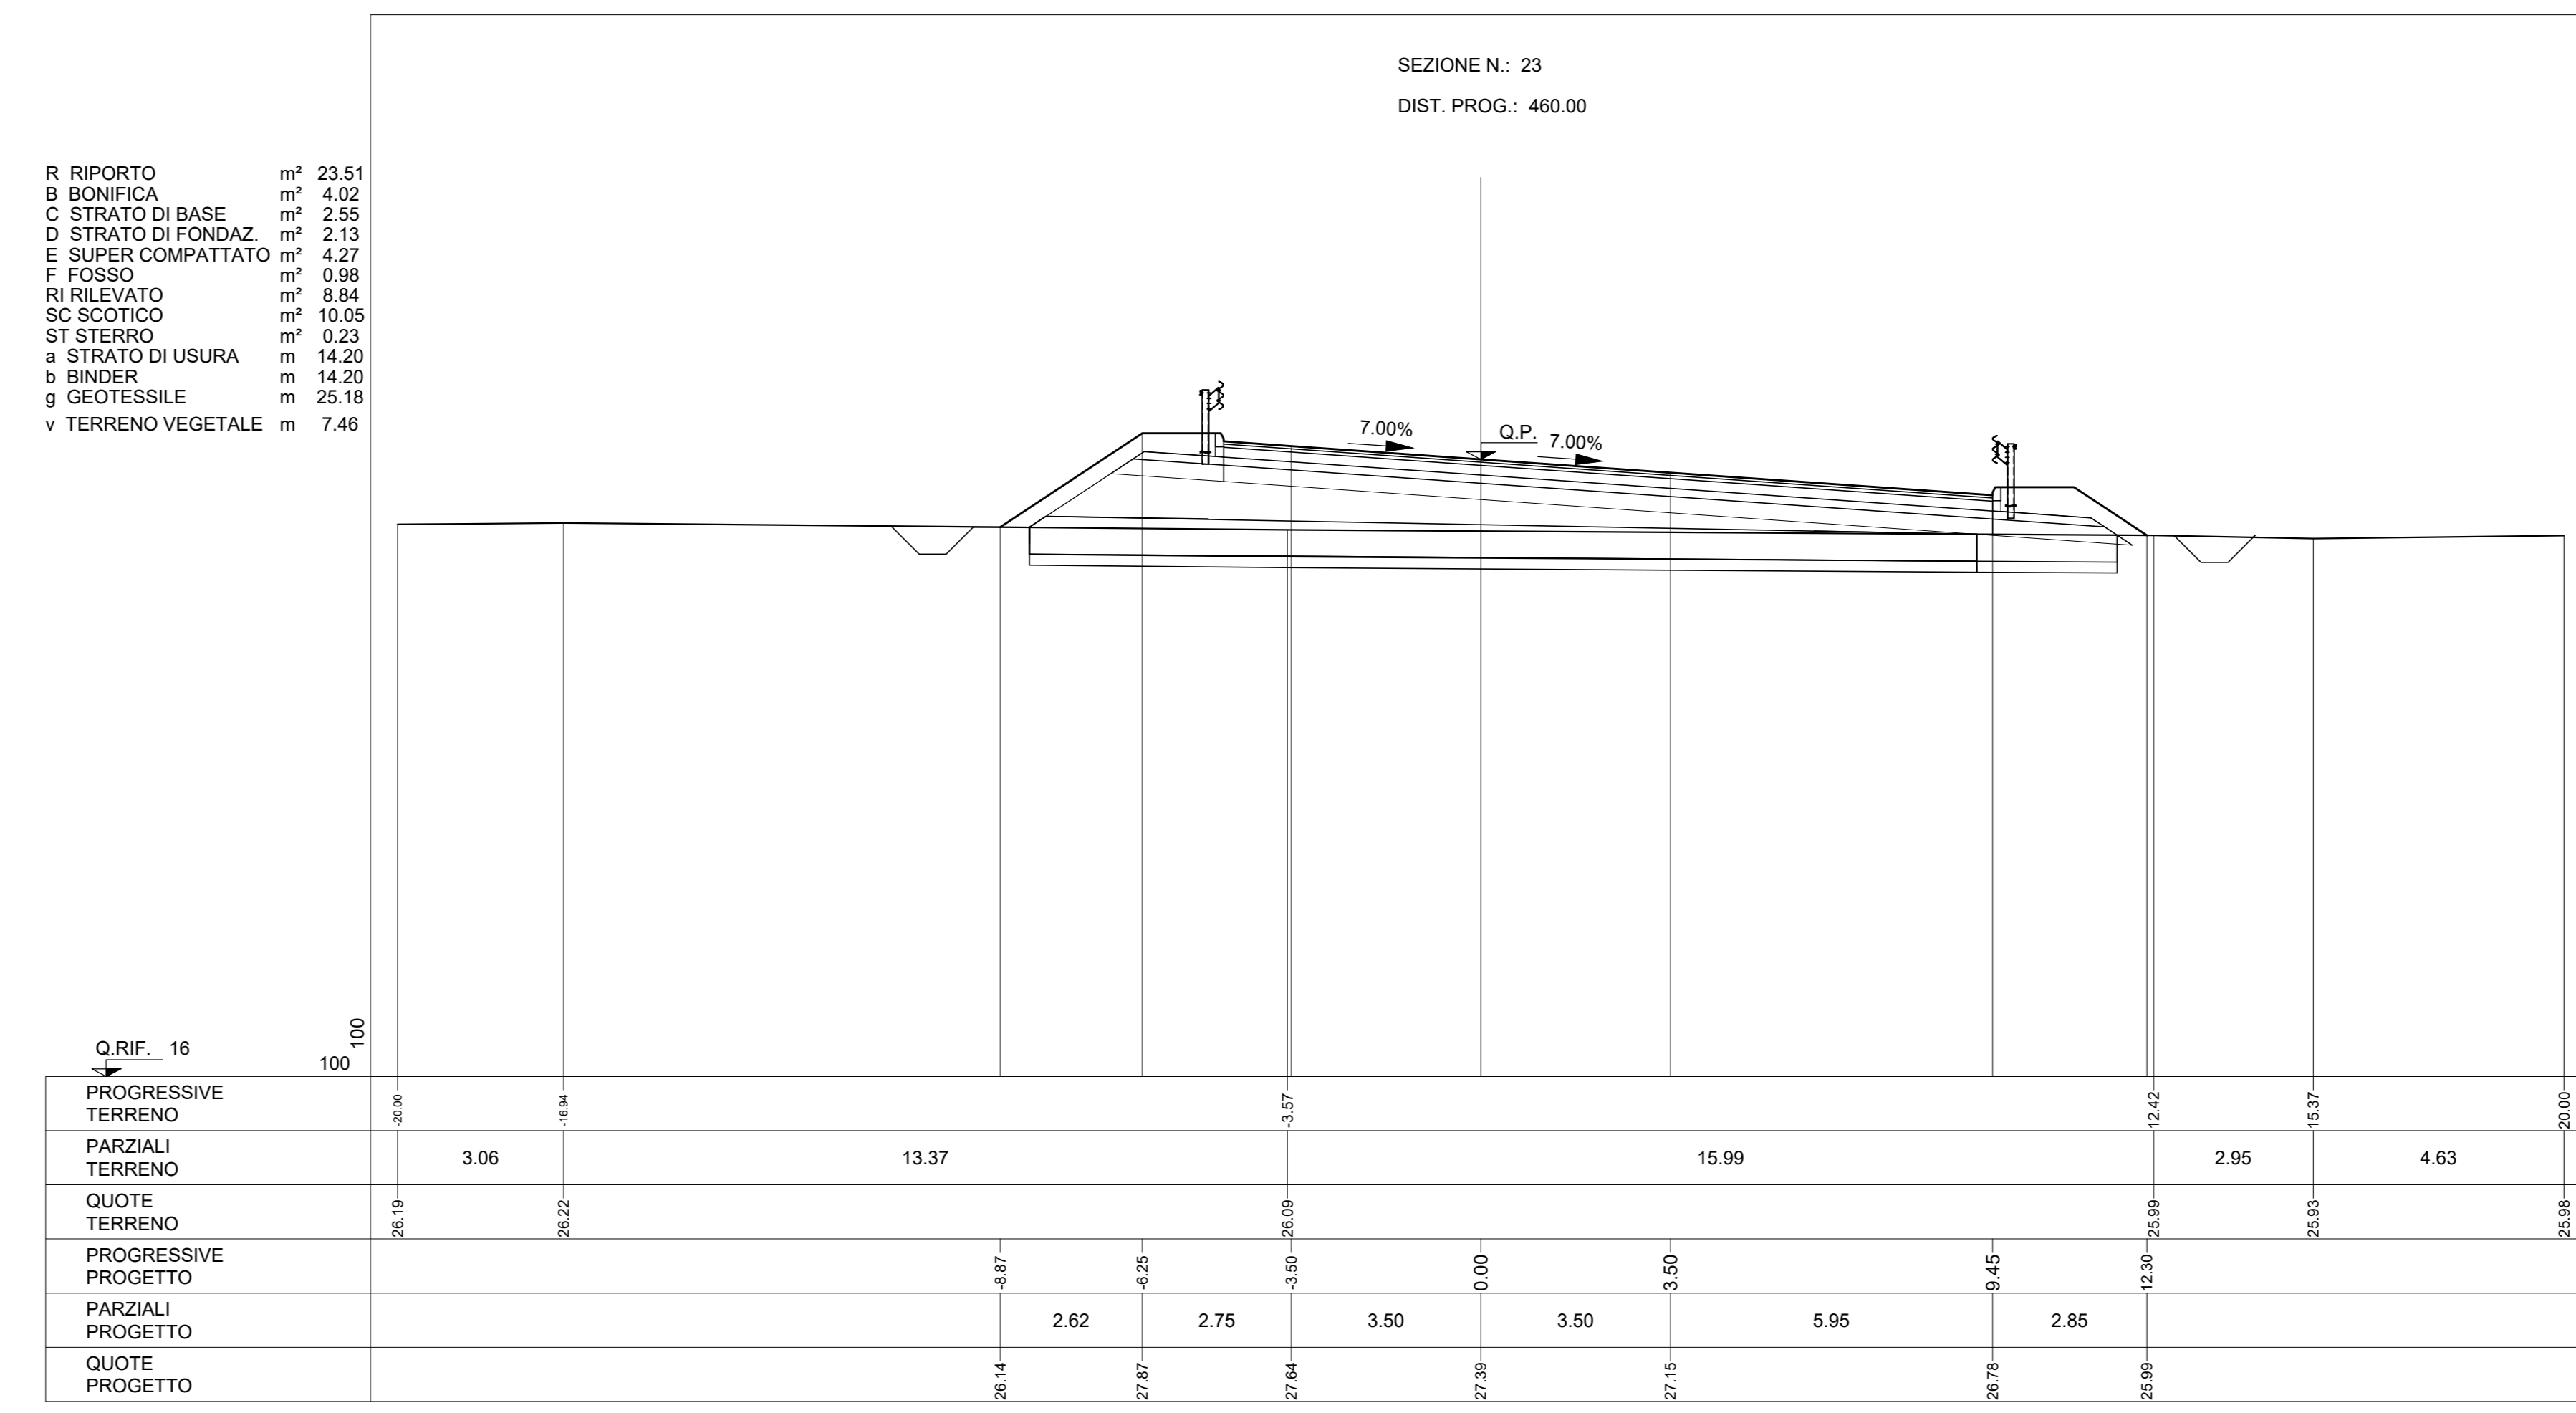 SEZIONE N.: 23
DIST. PROG.: 460.00
R RIPORTO m² 23.51
B BONIFICA m² 4.02
C STRATO DI BASE m² 2.55
D STRATO DI FONDAZ. m² 2.13
E SUPER COMPATTATO m² 4.27
F FOSSO m² 0.98
RI RILEVATO m² 8.84
SC SCOTICO m² 10.05
ST STERRO m² 0.23
a STRATO DI USURA m 14.20
b BINDER m 14.20
g GEOTESSILE m 25.18
v TERRENO VEGETALE m 7.46
7.00% Q.P. 7.00%
100
Q.RIF. 16 100
PROGRESSIVE
TERRENO
-20.00 -16.94 -3.57 12.42 15.37 20.00
PARZIALI
TERRENO
3.06 13.37 15.99 2.95 4.63
QUOTE
TERRENO
26.19 26.22 26.09 25.99 25.93 25.98
PROGRESSIVE
PROGETTO
-8.87 -6.25 -3.50 0.00 3.50 9.45 12.30
PARZIALI
PROGETTO
2.62 2.75 3.50 3.50 5.95 2.85
QUOTE
PROGETTO
26.14 27.87 27.64 27.39 27.15 26.78 25.99